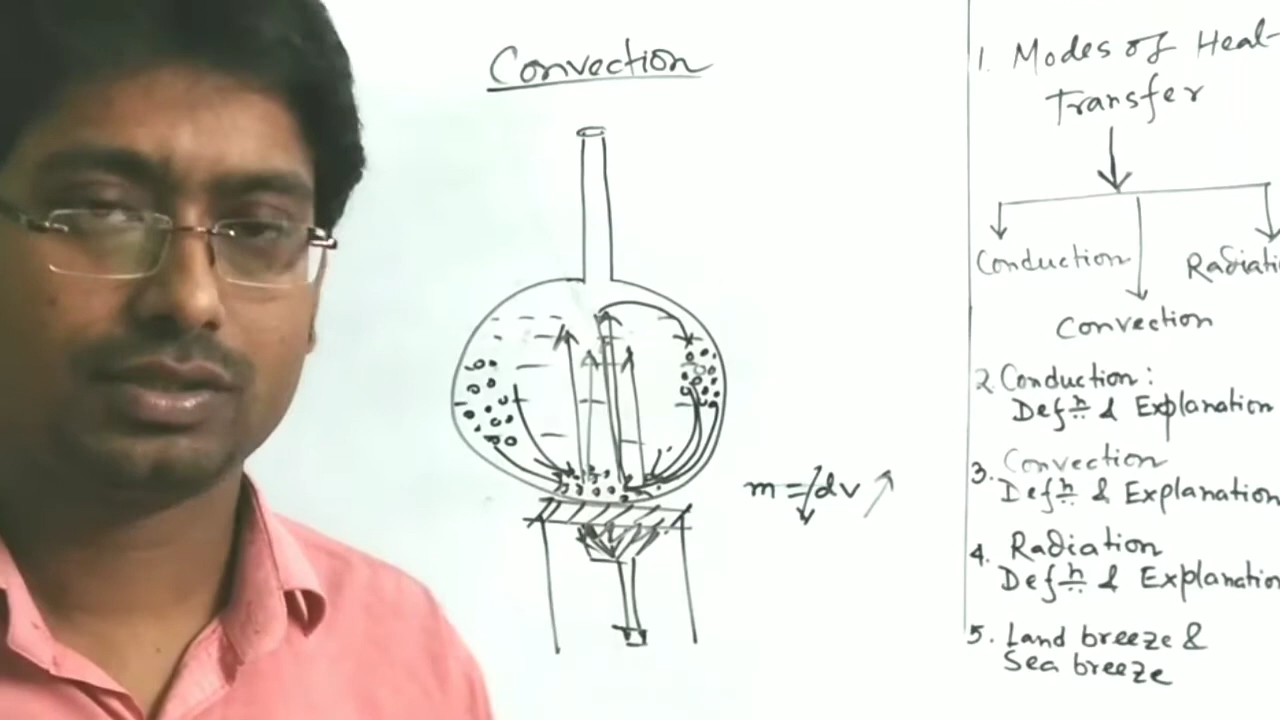 Convection
m = dv
1. Modes of Heat
Transfer
Conduction
Radiati
Convection
2. Conduction:
Defn & Explanation
3. Convection
Defn & Explanation
4. Radiation
Defn & Explanation
5. Land breeze &
Sea breeze